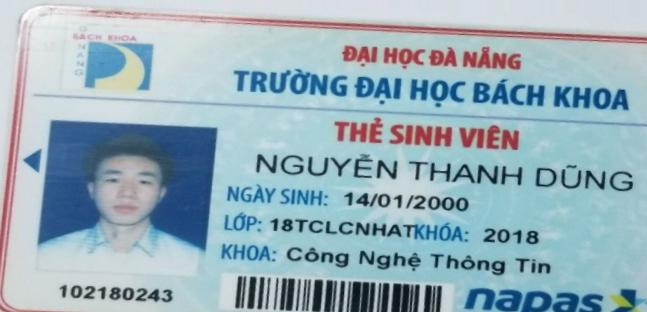 ĐÀ NẴNG
BÁCH KHOA
ĐẠI HỌC ĐÀ NẴNG
TRƯỜNG ĐẠI HỌC BÁCH KHOA
THẺ SINH VIÊN
NGUYỄN THANH DŨNG
NGÀY SINH: 14/01/2000
LỚP: 18TCLCNHAT KHÓA: 2018
KHOA: Công Nghệ Thông Tin
102180243
napas